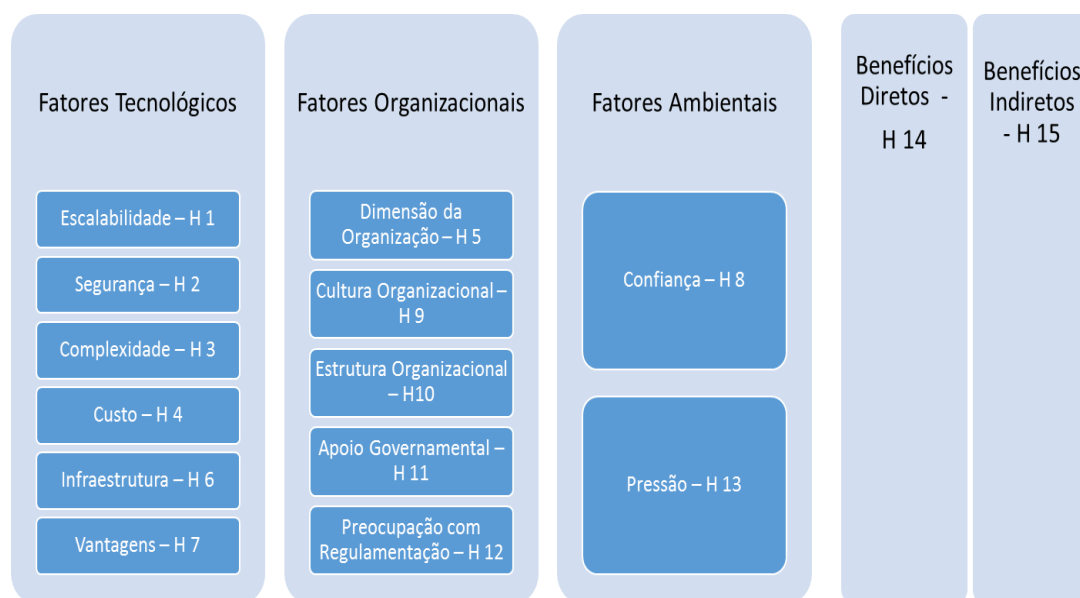 Fatores Tecnológicos
Escalabilidade – H 1
Segurança – H 2
Complexidade – H 3
Custo – H 4
Infraestrutura – H 6
Vantagens – H 7
Fatores Organizacionais
Dimensão da
Organização – H 5
Cultura Organizacional –
H 9
Estrutura Organizacional
– H10
Apoio Governamental –
H 11
Preocupação com
Regulamentação – H 12
Fatores Ambientais
Confiança – H 8
Pressão – H 13
Benefícios
Diretos -
H 14
Benefícios
Indiretos
- H 15